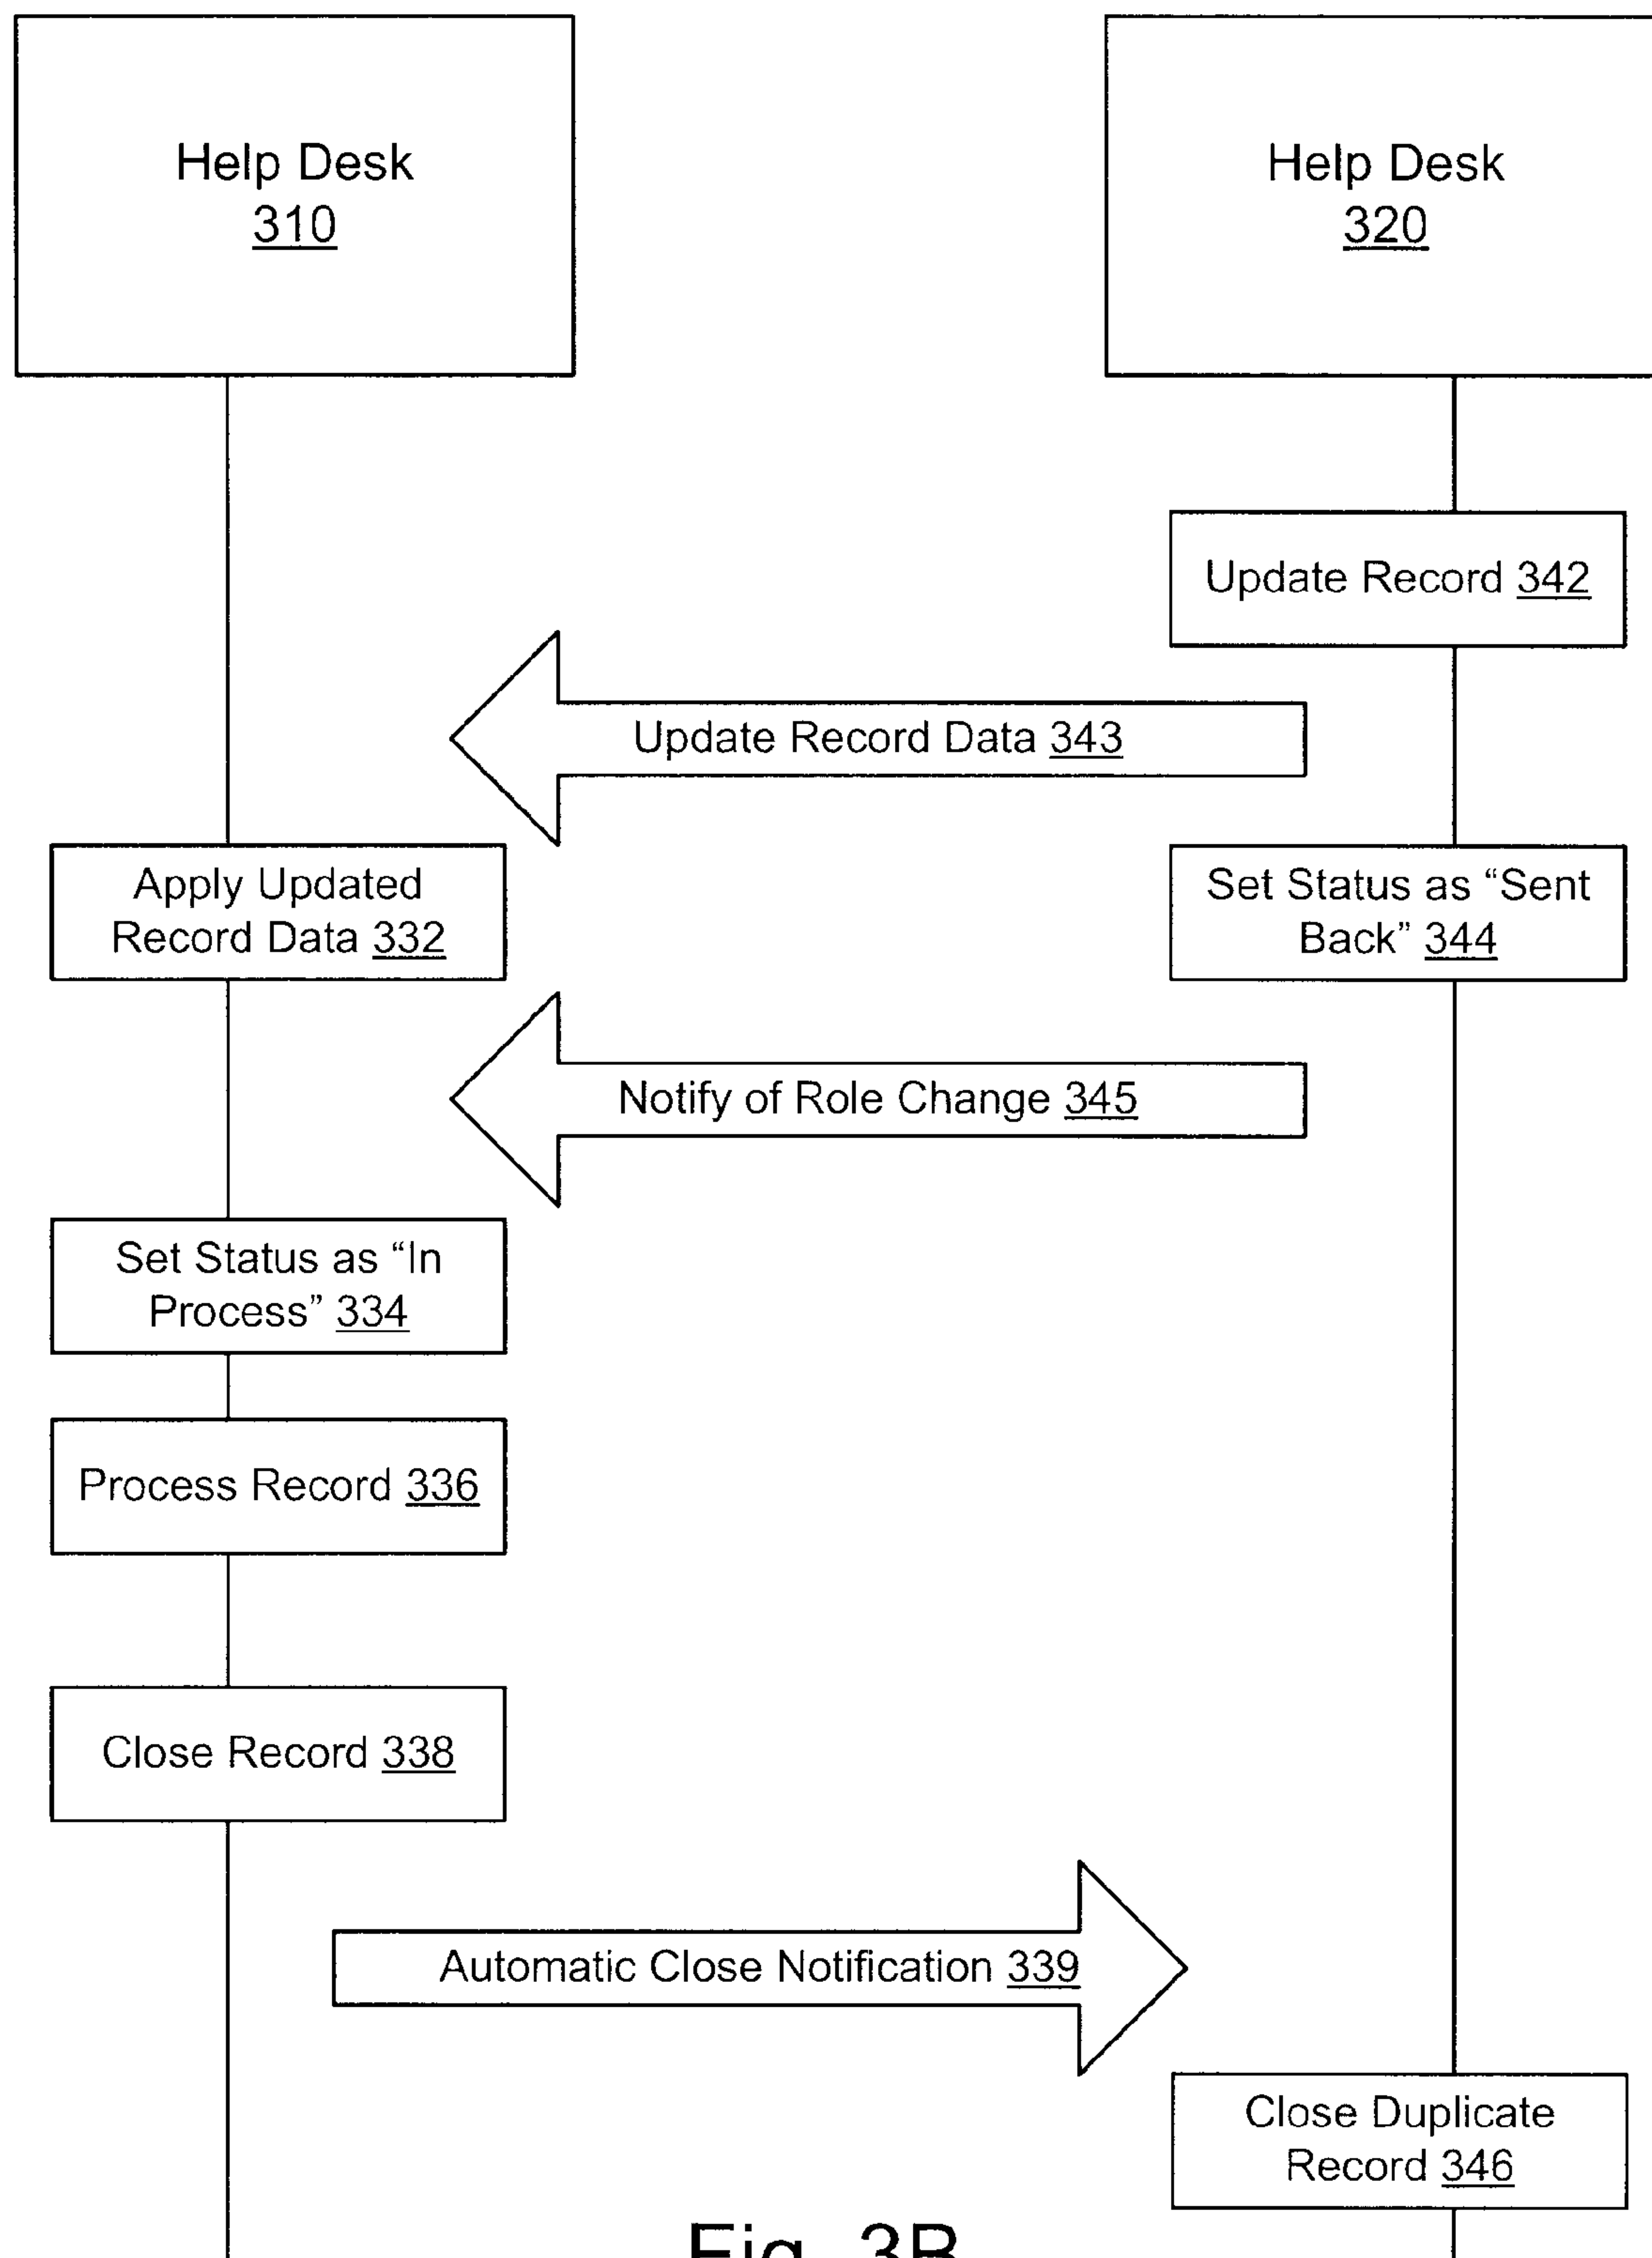 Help Desk
310
Help Desk
320
Update Record 342
Update Record Data 343
Apply Updated
Record Data 332
Set Status as “Sent
Back” 344
Notify of Role Change 345
Set Status as “In
Process” 334
Process Record 336
Close Record 338
Automatic Close Notification 339
Close Duplicate
Record 346
Fig. 3B